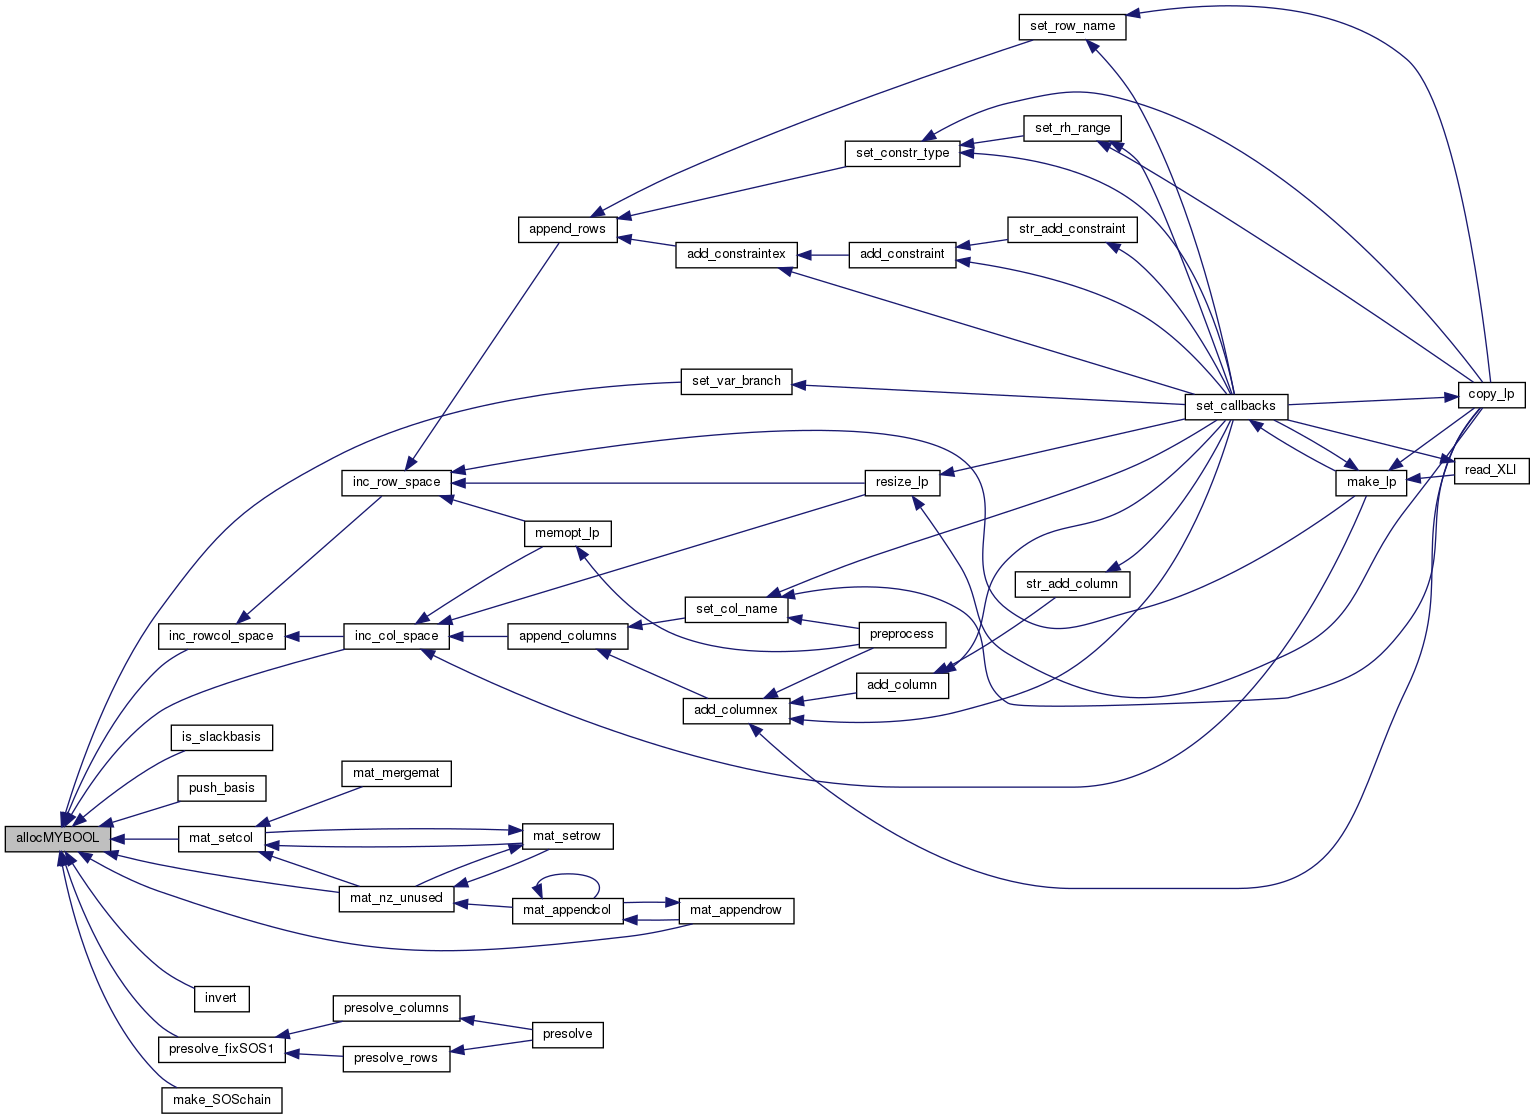 set_row_name
set_rh_range
set_constr_type
append_rows
str_add_constraint
add_constraintex
add_constraint
set_var_branch
copy_lp
set_callbacks
read_XLI
inc_row_space
resize_lp
make_lp
memopt_lp
str_add_column
set_col_name
inc_rowcol_space
inc_col_space
append_columns
preprocess
add_column
add_columnex
is_slackbasis
mat_mergemat
push_basis
allocMYBOOL
mat_setcol
mat_setrow
mat_nz_unused
mat_appendcol
mat_appendrow
invert
presolve_columns
presolve
presolve_fixSOS1
presolve_rows
make_SOSchain